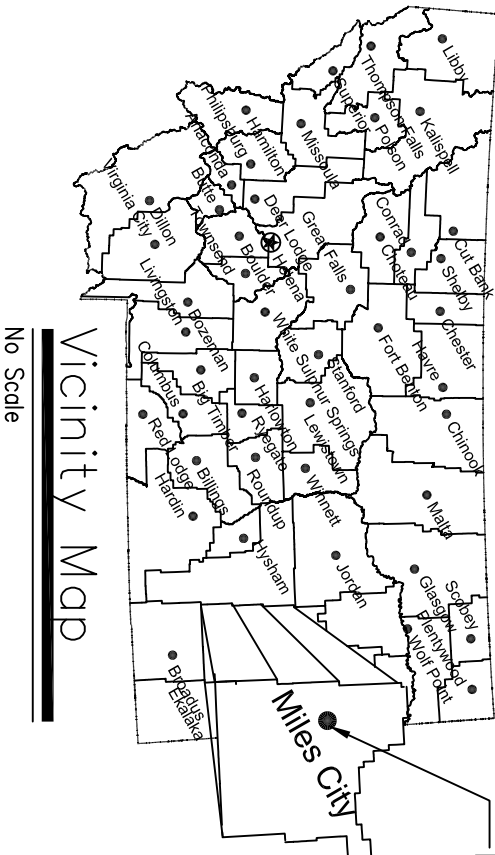 Libby
Thompson Falls
Kalispell
Superior
Polson
Missoula
Hamilton
Philipsburg
Anaconda
Butte
Deer Lodge
Helena
Boulder
Townsend
Dillon
Virginia City
Cut Bank
Shelby
Conrad
Choteau
Great Falls
Chester
Havre
Fort Benton
Chinook
White Sulphur Springs
Stanford
Lewistown
Livingston
Bozeman
Big Timber
Columbus
Harlowton
Ryegate
Roundup
Winnett
Red Lodge
Billings
Hardin
Hysham
Jordan
Malta
Glasgow
Scobey
Plentywood
Wolf Point
Broadus
Ekalaka
Miles City
Vicinity Map
No Scale